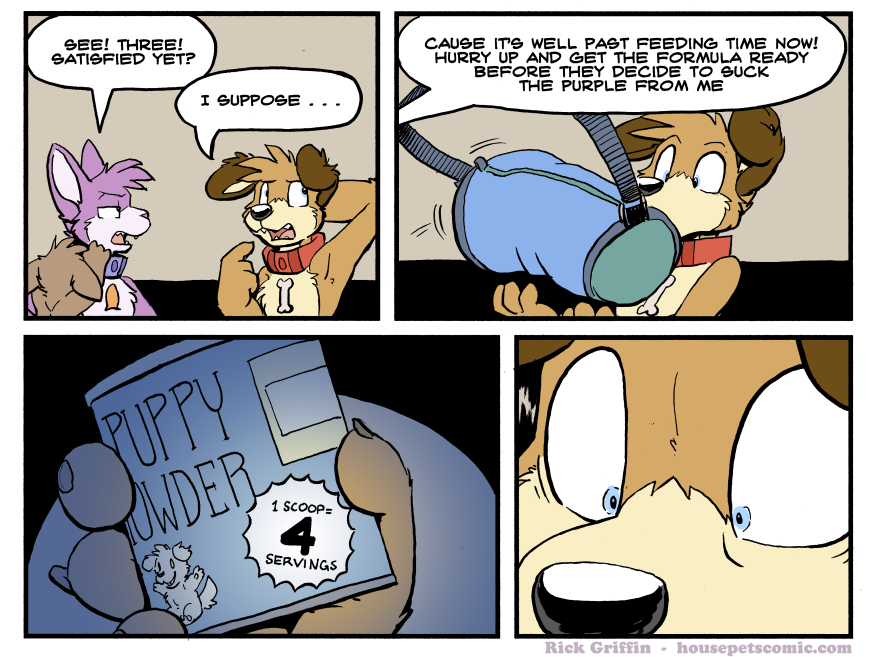 SEE! THREE!
SATISFIED YET?
I SUPPOSE . . .
CAUSE IT'S WELL PAST FEEDING TIME NOW!
HURRY UP AND GET THE FORMULA READY
BEFORE THEY DECIDE TO SUCK
THE PURPLE FROM ME
PUPPY
HOWDER
1 SCOOP=
4
SERVINGS
Rick Griffin - housepetscomic.com